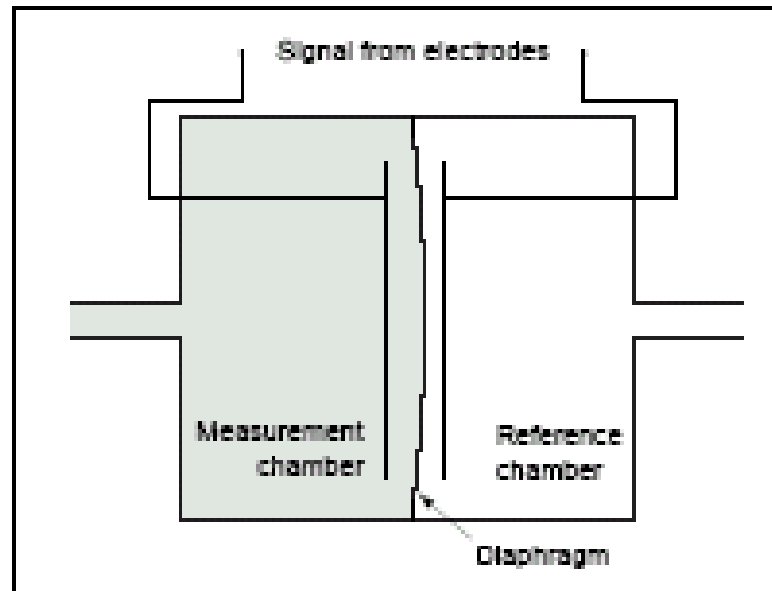 Signal from electrodes
Measurement
chamber
Reference
chamber
Diaphragm